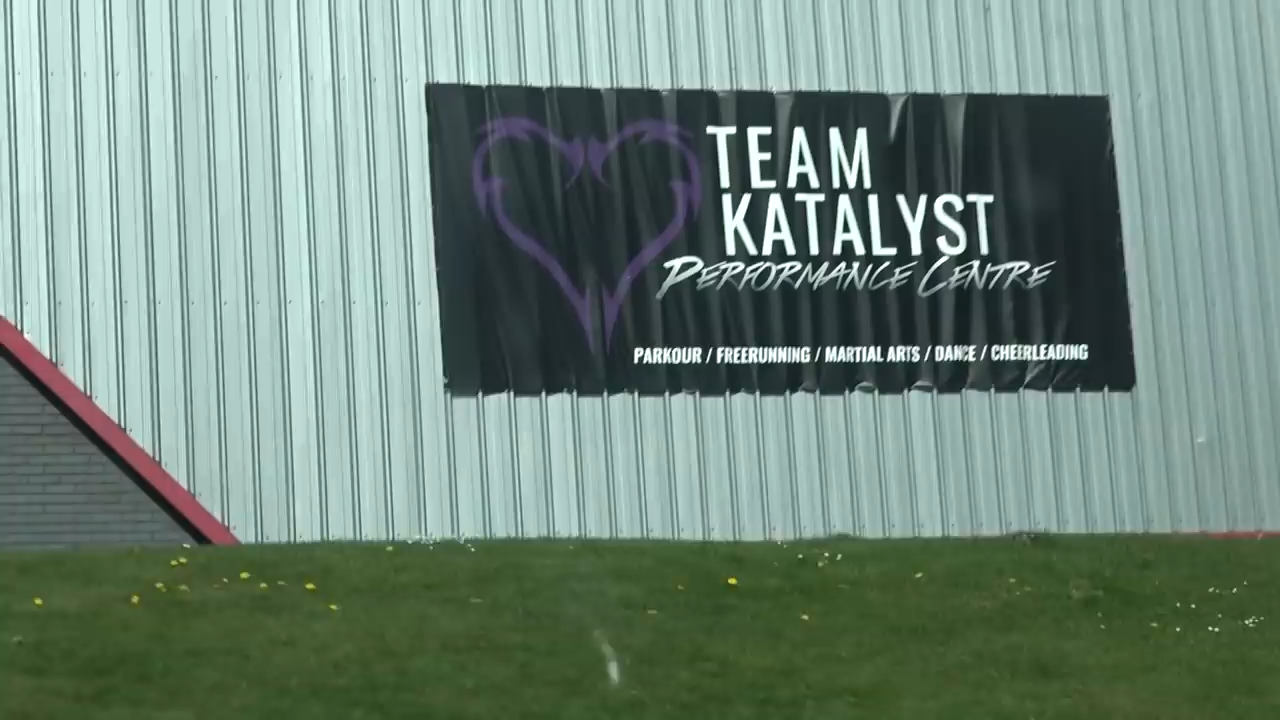 TEAM
KATALYST
PERFORMANCE CENTRE
PARKOUR / FREERUNNING / MARTIAL ARTS / DANCE / CHEERLEADING